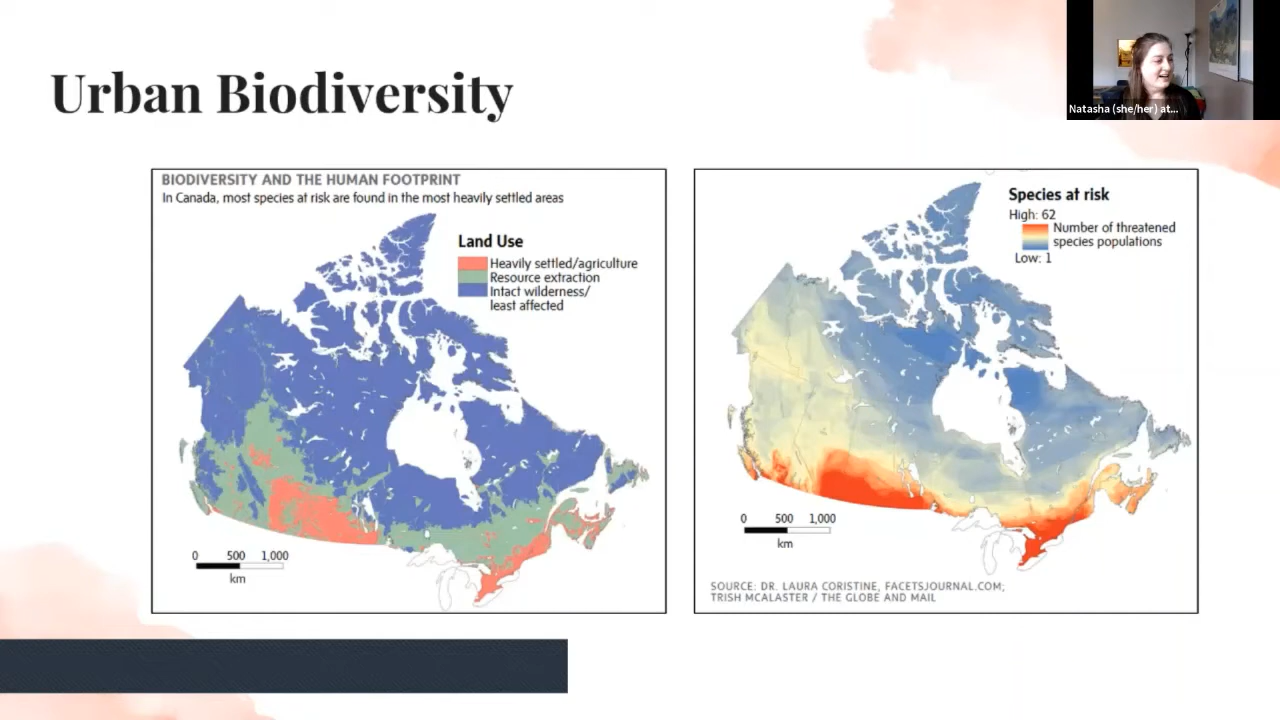 Urban Biodiversity
Natasha (she/her) at...
BIODIVERSITY AND THE HUMAN FOOTPRINT
In Canada, most species at risk are found in the most heavily settled areas
Land Use
Heavily settled/agriculture
Resource extraction
Intact wilderness/
least affected
0 500 1,000
km
Species at risk
High: 62
Number of threatened
species populations
Low: 1
0 500 1,000
km
SOURCE: DR. LAURA CORISTINE, FACETSJOURNAL.COM;
TRISH MCALASTER / THE GLOBE AND MAIL